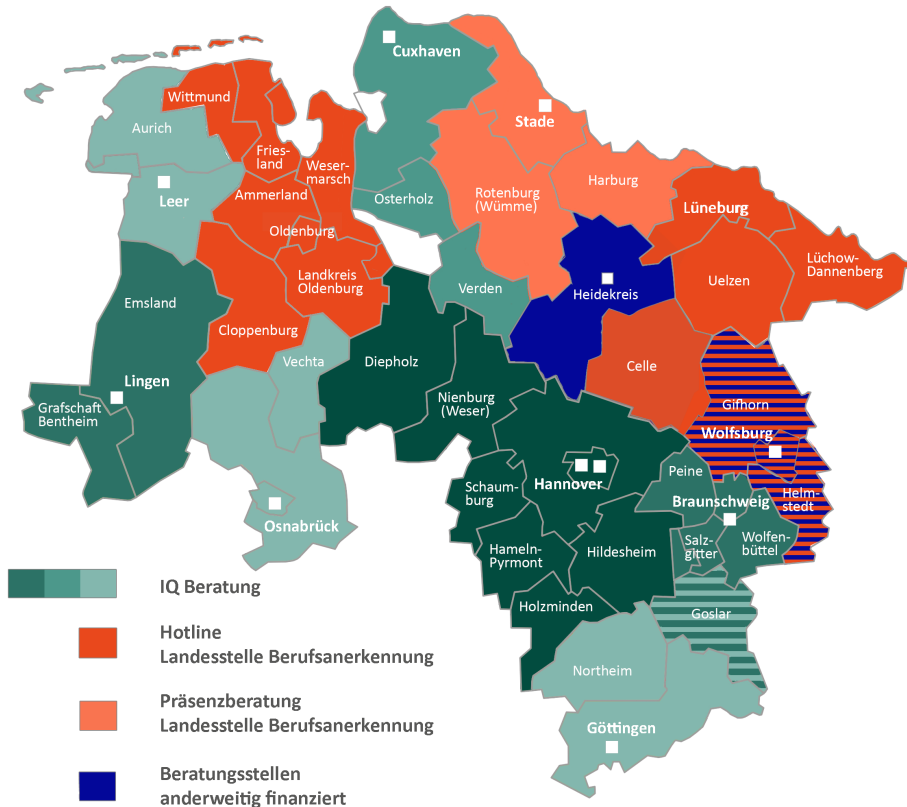 Cuxhaven
Wittmund
Stade
Aurich
Fries-
land
Weser-
marsch
Harburg
Rotenburg
(Wümme)
Leer
Ammerland
Osterholz
Lüneburg
Oldenburg
Lüchow-
Dannenberg
Landkreis
Oldenburg
Uelzen
Verden
Heidekreis
Emsland
Cloppenburg
Vechta
Diepholz
Celle
Lingen
Nienburg
(Weser)
Gifhorn
Grafschaft
Bentheim
Wolfsburg
Peine
Hannover
Schaum-
burg
Braunschweig
Helm-
stedt
Osnabrück
Hameln-
Pyrmont
Hildesheim
Salz-
gitter
Wolfen-
büttel
Holzminden
Goslar
Northeim
Göttingen
IQ Beratung
Hotline
Landesstelle Berufsanerkennung
Präsenzberatung
Landesstelle Berufsanerkennung
Beratungsstellen
anderweitig finanziert